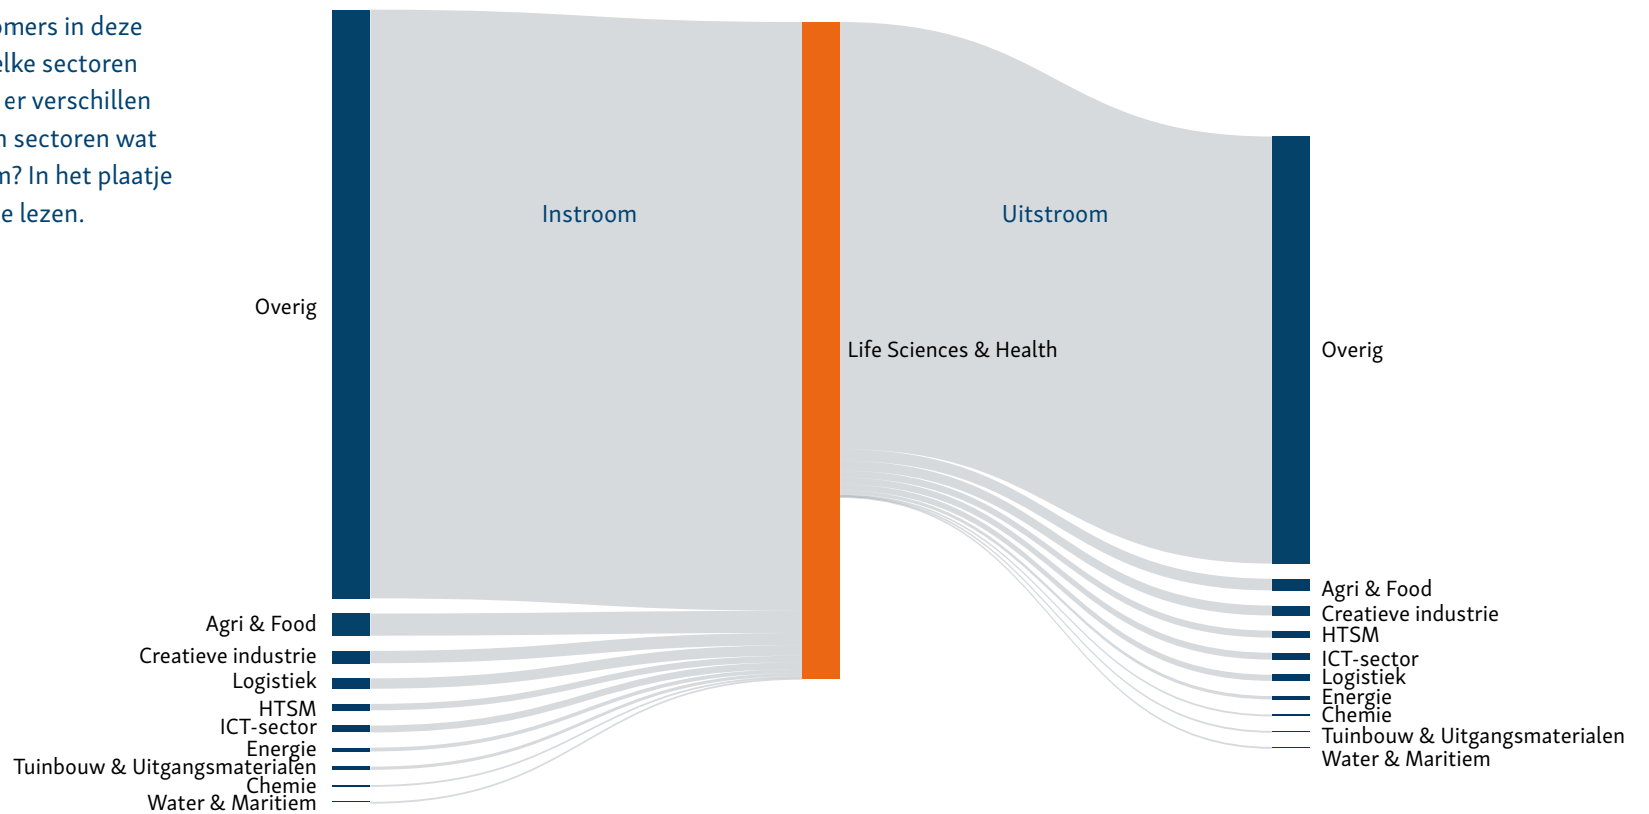 mers in deze
elke sectoren
er verschillen
sectoren wat
In het plaatje
e lezen.
Instroom
Uitstroom
Overig
Life Sciences & Health
Overig
Agri & Food
Creatieve industrie
Logistiek
HTSM
ICT-sector
Energie
Tuinbouw & Uitgangsmaterialen
Chemie
Water & Maritiem
Agri & Food
Creatieve industrie
HTSM
ICT-sector
Logistiek
Energie
Chemie
Tuinbouw & Uitgangsmaterialen
Water & Maritiem